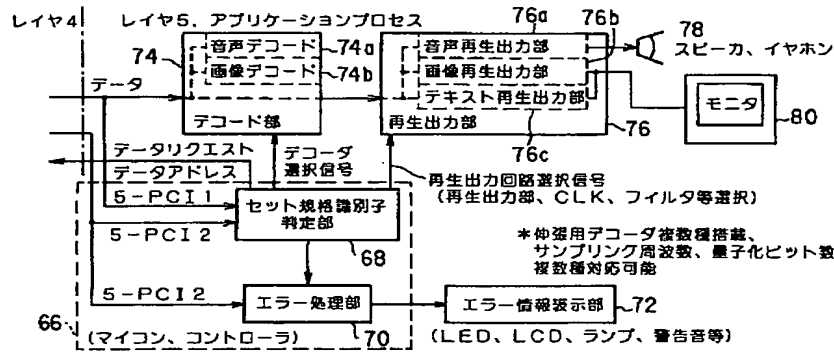 レイヤ4
レイヤ5、アプリケーションプロセス
76a
76b
78
74
音声デコード
74a
音声再生出力部
スピーカ、イヤホン
画像デコード
74b
画像再生出力部
データ
テキスト再生出力部
モニタ
デコード部
再生出力部
76
80
76c
データリクエスト
デコーダ
選択信号
データアドレス
再生出力回路選択信号
(再生出力部、CLK、フィルタ等選択)
5-PCI1
セット規格識別子
判定部
5-PCI2
68
*伸張用デコーダ複数種搭載、
サンプリング周波数、量子化ビット数
複数種対応可能
5-PCI2
エラー処理部
エラー情報表示部
72
66
70
(マイコン、コントローラ)
(LED、LCD、ランプ、警告音等)